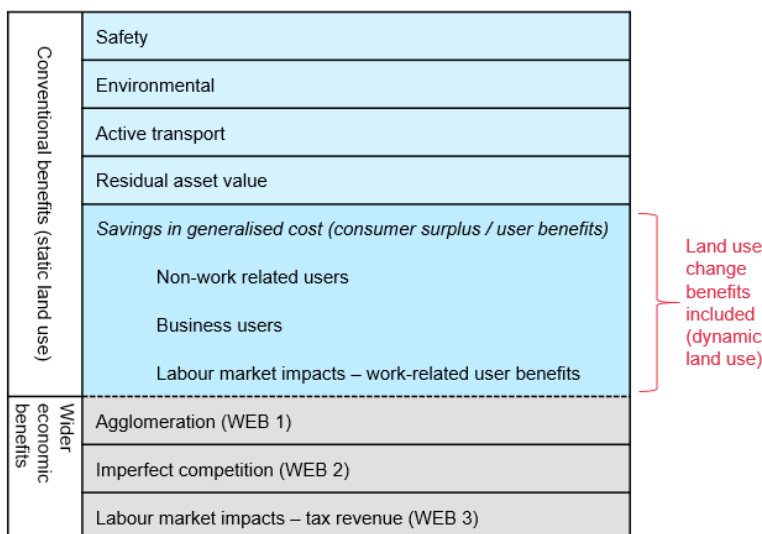 Conventional benefits (static land use)
Safety
Environmental
Active transport
Residual asset value
Savings in generalised cost (consumer surplus / user benefits)
Non-work related users
Business users
Labour market impacts – work-related user benefits
Land use
change
benefits
included
(dynamic
land use)
Wider
economic
benefits
Agglomeration (WEB 1)
Imperfect competition (WEB 2)
Labour market impacts – tax revenue (WEB 3)